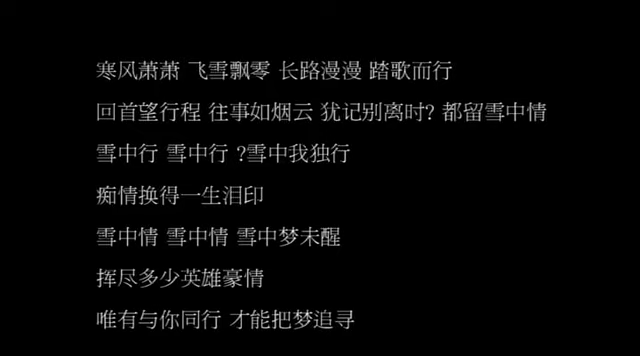 寒风萧萧 飞雪飘零 长路漫漫 踏歌而行
回首望行程 往事如烟云 犹记别离时? 都留雪中情
雪中行 雪中行 ?雪中我独行
痴情换得一生泪印
雪中情 雪中情 雪中梦未醒
挥尽多少英雄豪情
唯有与你同行 才能把梦追寻